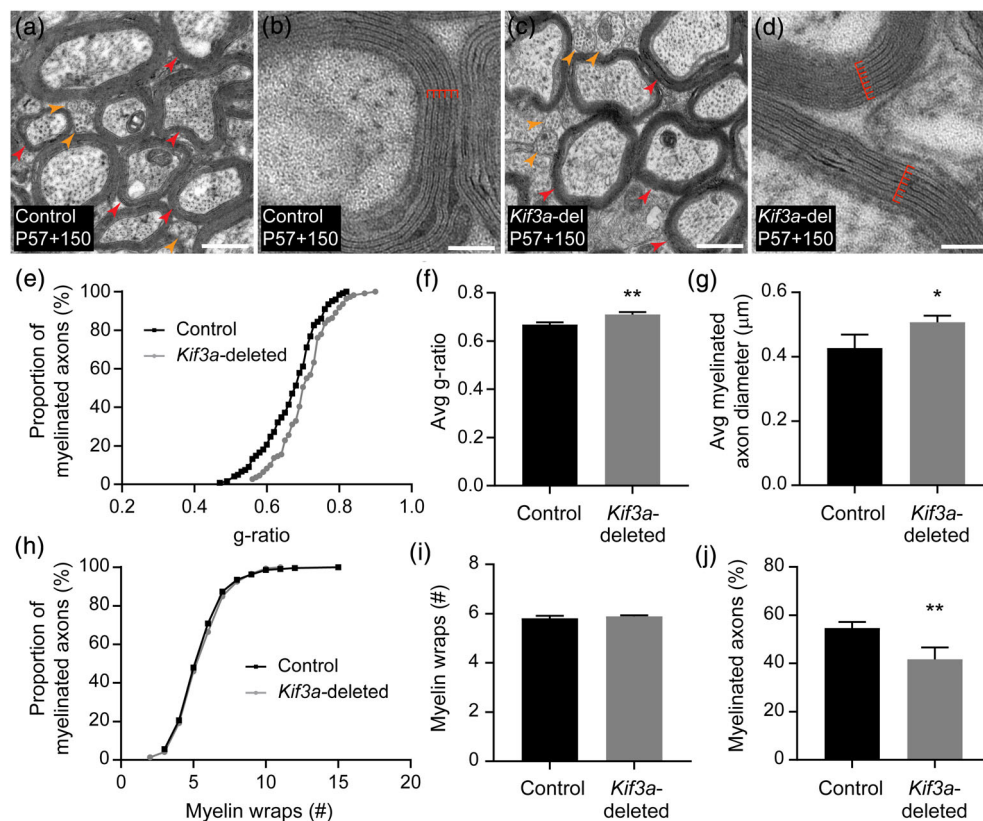 (a)
Control
P57+150
(b)
Control
P57+150
(c)
Kif3a-del
P57+150
(d)
Kif3a-del
P57+150
(e)
Proportion of
myelinated axons (%)
100
80
60
40
20
0
Control
Kif3a-deleted
0.2
0.4
0.6
0.8
1.0
g-ratio
(f)
Avg g-ratio
0.8
0.6
0.4
0.2
0.0
**
Control
Kif3a-
deleted
(g)
Avg myelinated
axon diameter (μm)
0.6
0.4
0.2
0.0
*
Control
Kif3a-
deleted
(h)
Proportion of
myelinated axons (%)
100
80
60
40
20
0
Control
Kif3a-deleted
0
5
10
15
20
Myelin wraps (#)
(i)
Myelin wraps (#)
8
6
4
2
0
Control
Kif3a-
deleted
(j)
Myelinated axons (%)
80
60
40
20
0
**
Control
Kif3a-
deleted